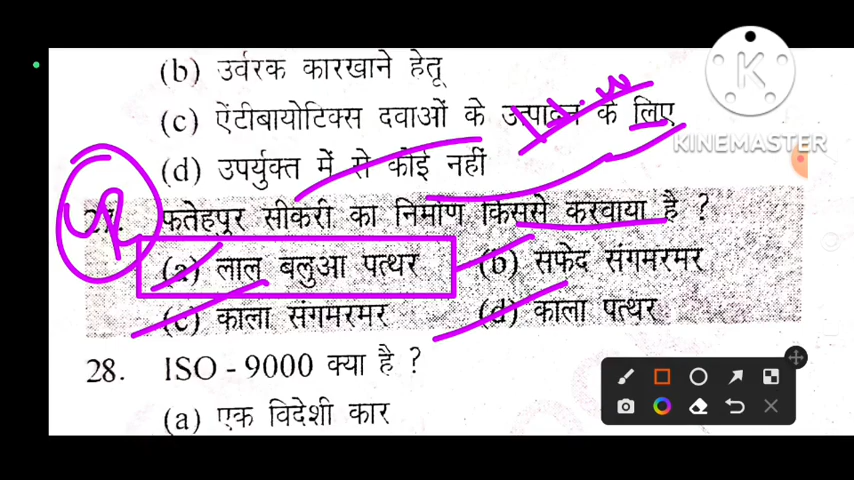 (b) उर्वरक कारखाने हेतू
(c) ऐंटीबायोटिक्स दवाओं के उत्पादन के लिए
(d) उपर्युक्त में से कोई नहीं
27. फतेहपुर सीकरी का निर्माण किससे करवाया है ?
(a) लाल बलुआ पत्थर (b) सफेद संगमरमर
(c) काला संगमरमर (d) काला पत्थर
28. ISO - 9000 क्या है ?
(a) एक विदेशी कार
K
KINEMASTER